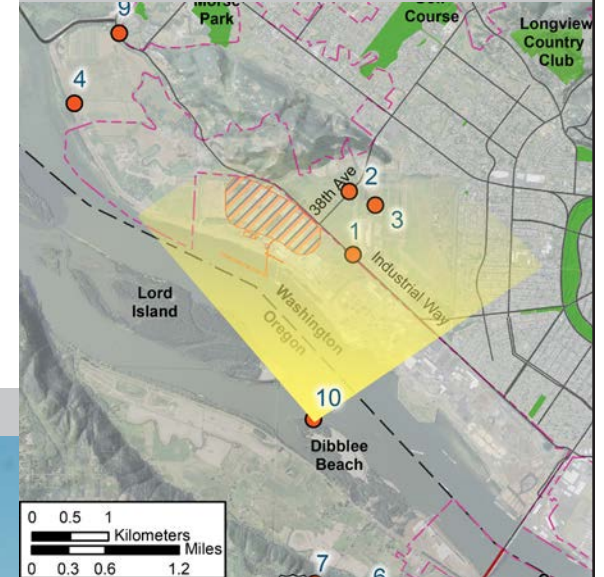 9
Morse
Park
Course
Longview
Country
Club
4
38th Ave
2
3
1
Industrial Way
Lord
Island
Washington
Oregon
10
Dibblee
Beach
0 0.5 1
Kilometers
Miles
0 0.3 0.6 1.2
7
6